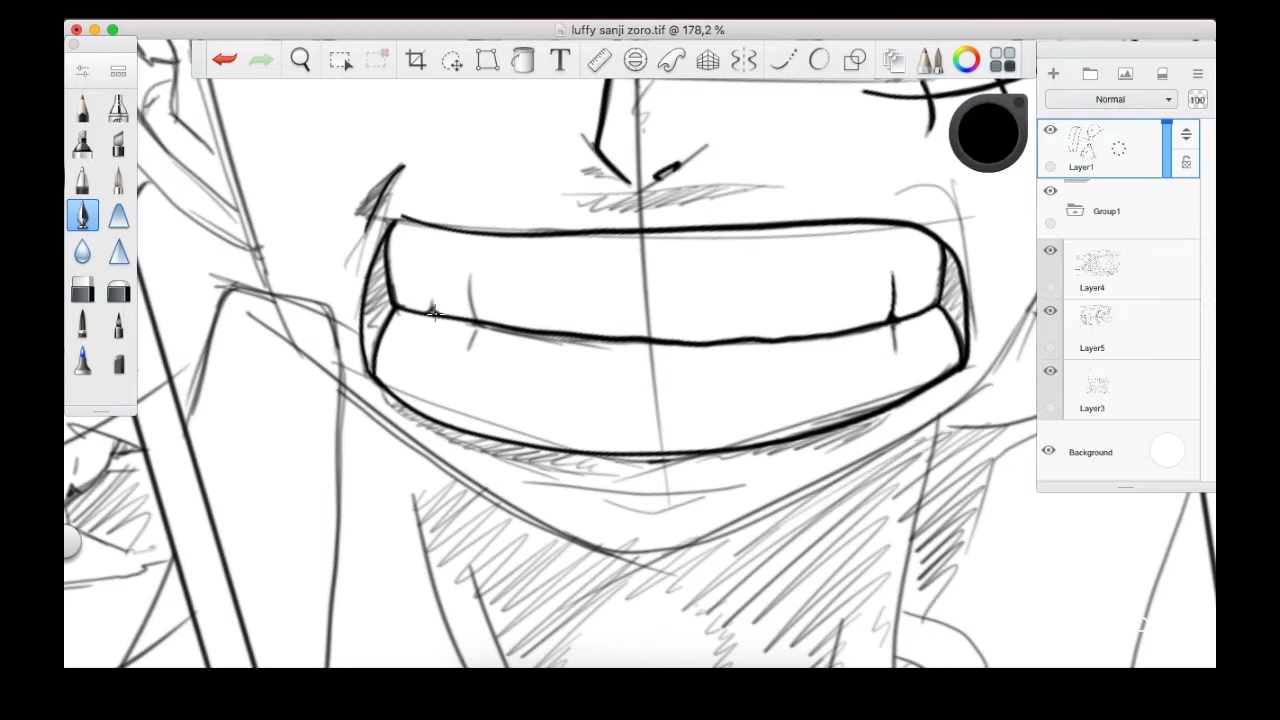 luffy sanji zoro.tif @ 178,2 %
T
Normal
100
Layer1
Group1
Layer4
Layer5
Layer3
Background